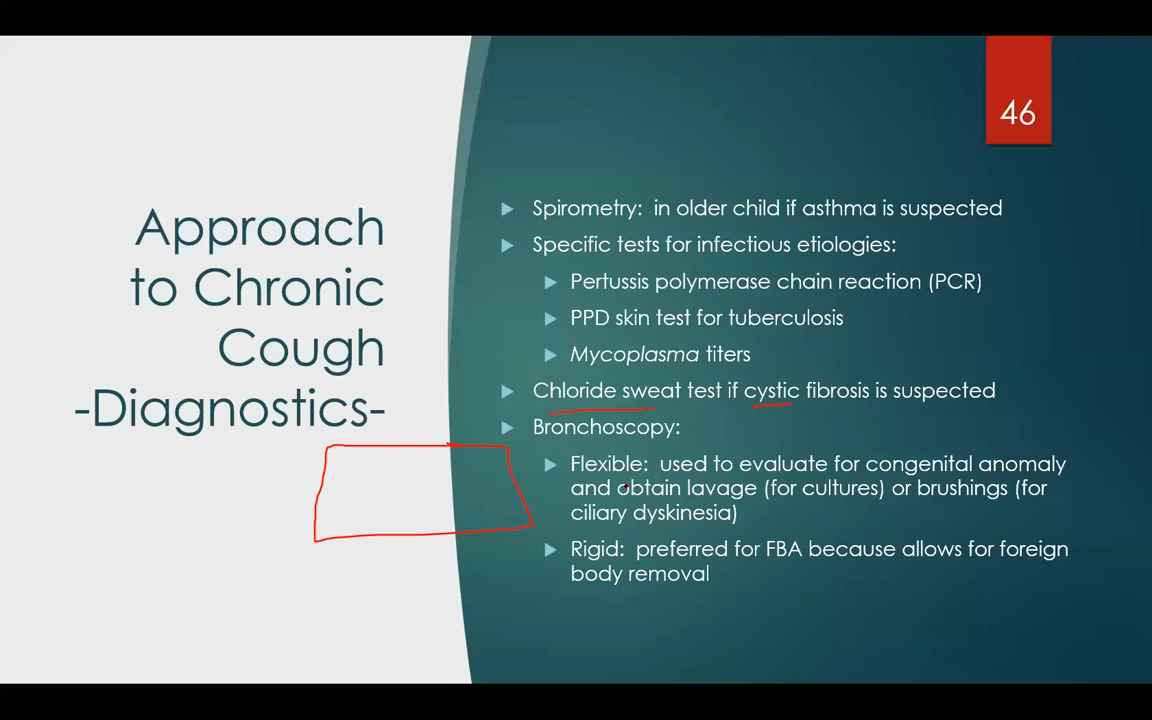 46
Approach
to Chronic
Cough
-Diagnostics-
Spirometry: in older child if asthma is suspected
Specific tests for infectious etiologies:
Pertussis polymerase chain reaction (PCR)
PPD skin test for tuberculosis
Mycoplasma titers
Chloride sweat test if cystic fibrosis is suspected
Bronchoscopy:
Flexible: used to evaluate for congenital anomaly
and obtain lavage (for cultures) or brushings (for
ciliary dyskinesia)
Rigid: preferred for FBA because allows for foreign
body removal